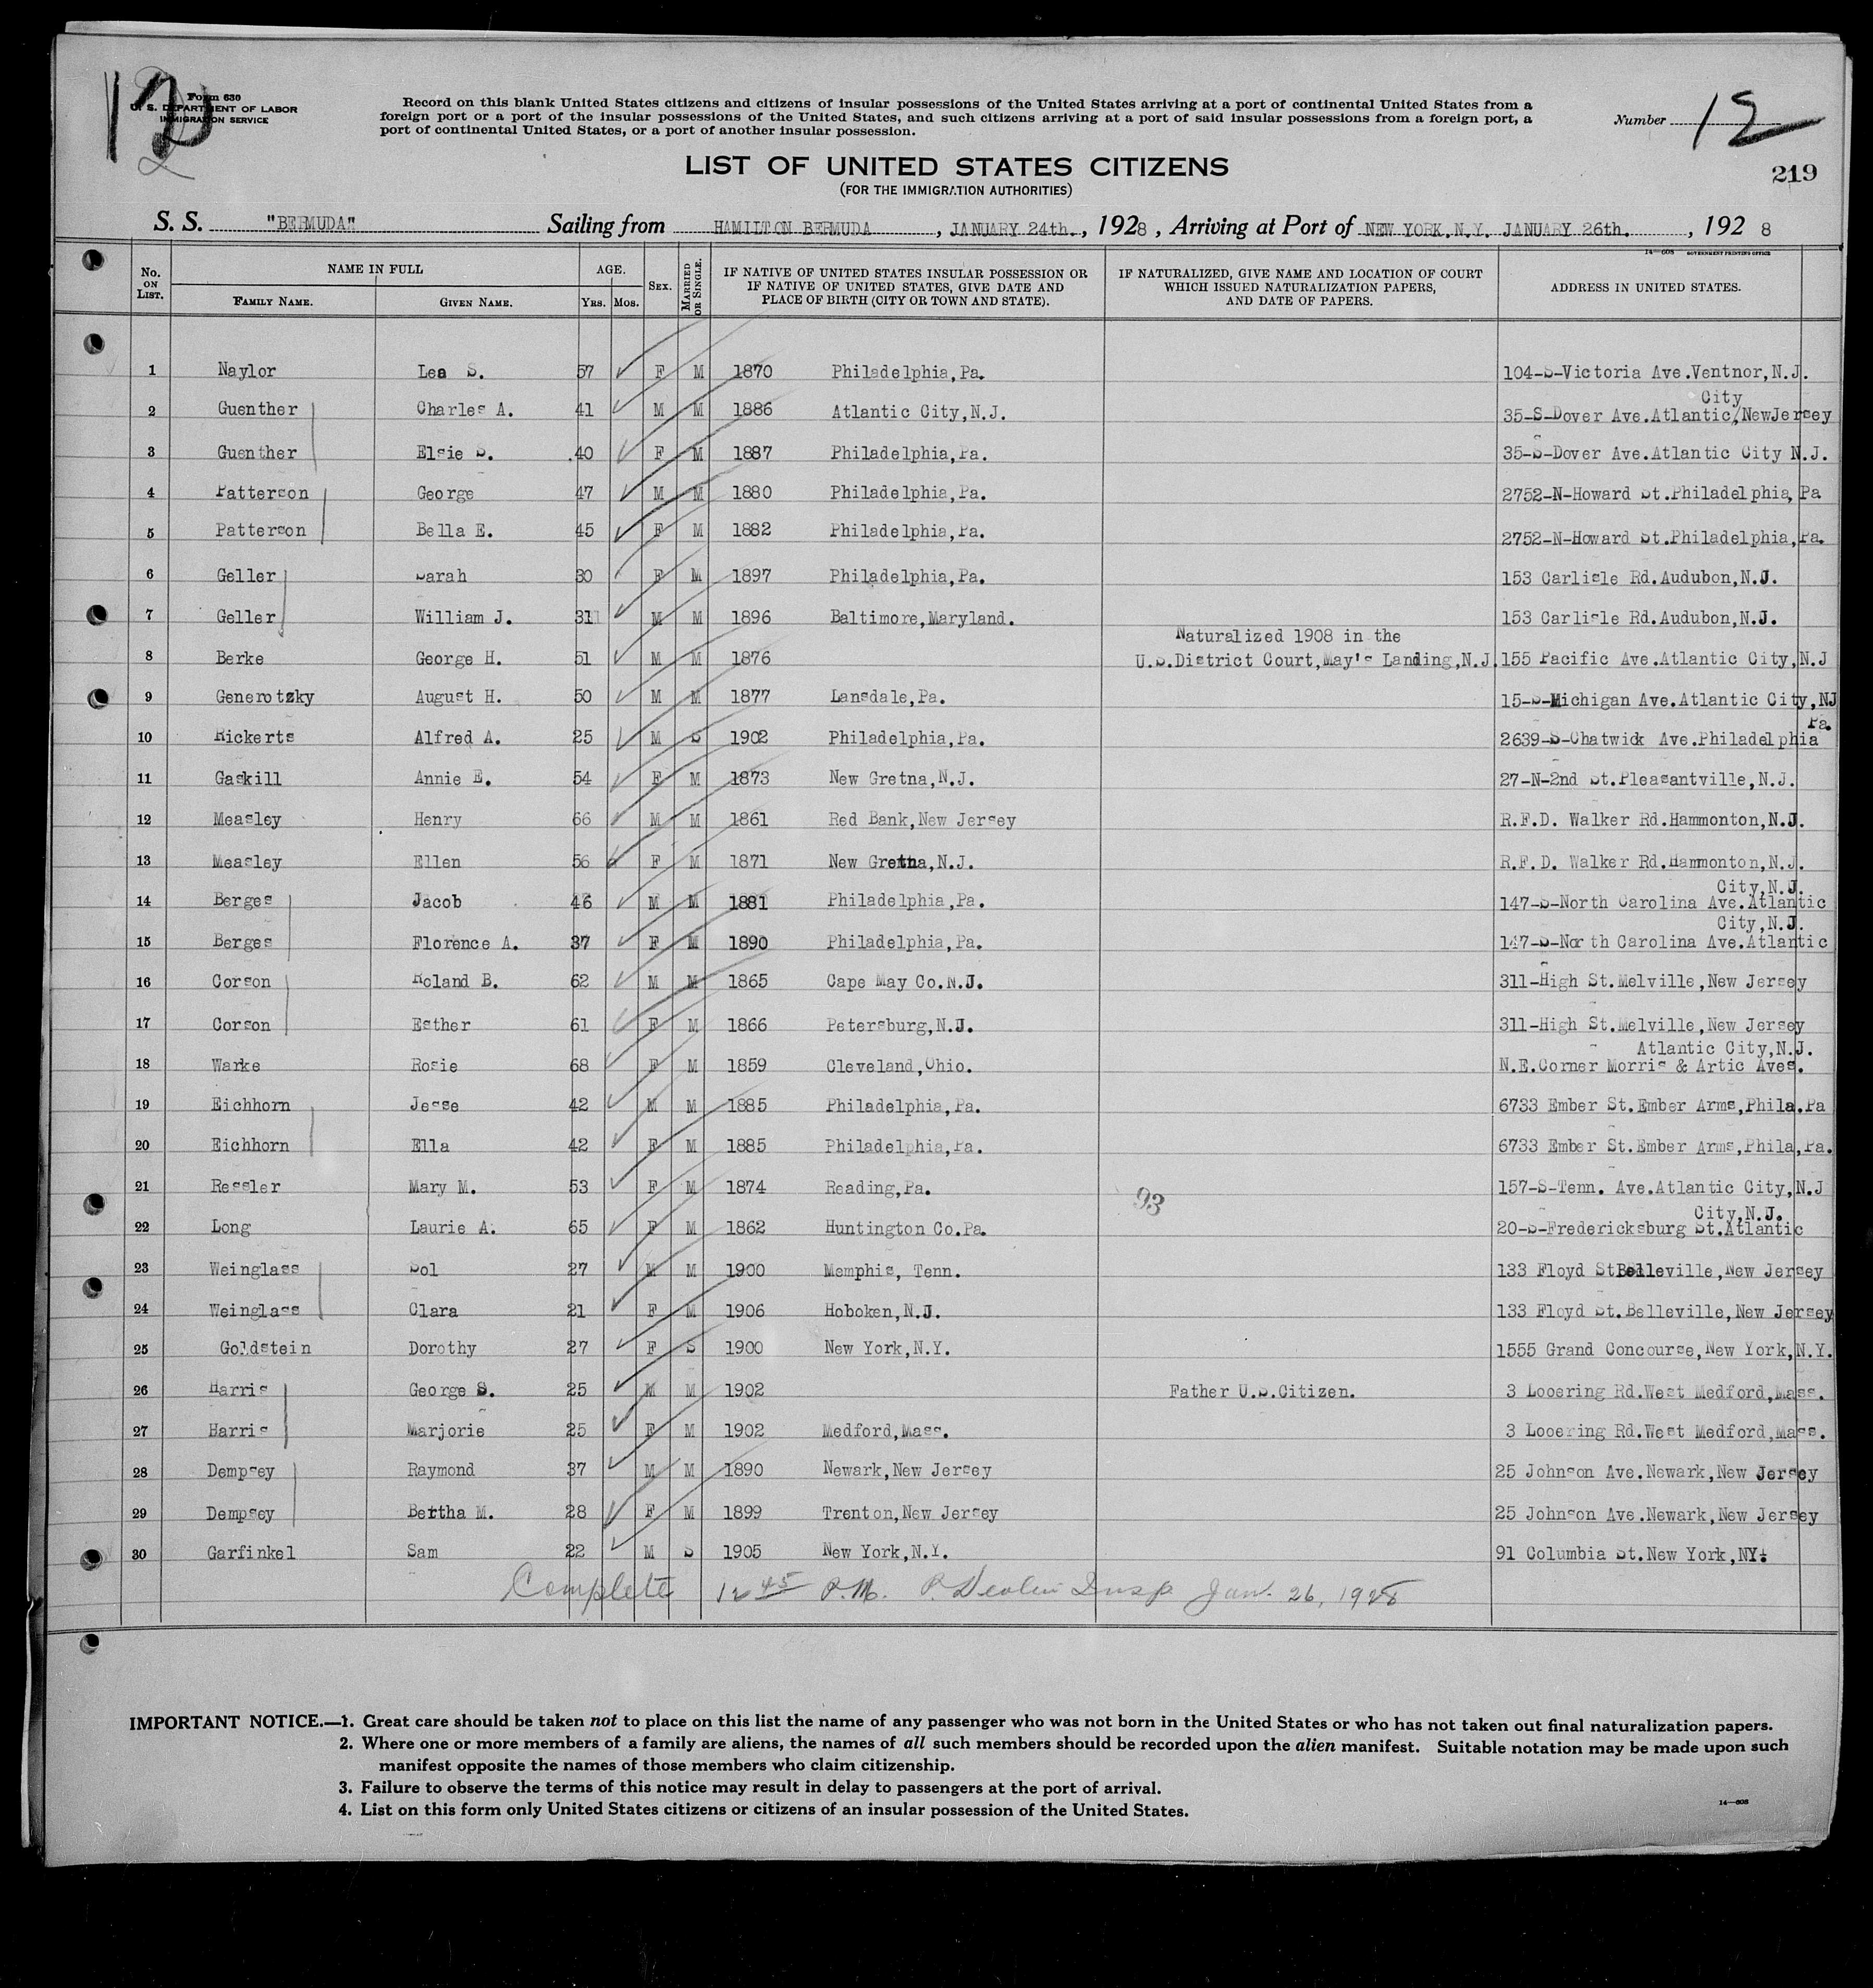 Form 630
U. S. DEPARTMENT OF LABOR
IMMIGRATION SERVICE
12
2
Record on this blank United States citizens and citizens of insular possessions of the United States arriving at a port of continental United States from a
foreign port or a port of the insular possessions of the United States, and such citizens arriving at a port of said insular possessions from a foreign port, a
port of continental United States, or a port of another insular possession.
Number 12
219
LIST OF UNITED STATES CITIZENS
(FOR THE IMMIGRATION AUTHORITIES)
S. S. "BERMUDA" Sailing from HAMILTON BERMUDA, JANUARY 24th., 1928, Arriving at Port of NEW YORK.N.Y. JANUARY 26th., 1928
14—608 GOVERNMENT PRINTING OFFICE
No. ON LIST. NAME IN FULL FAMILY NAME. GIVEN NAME. AGE. YRS. MOS. SEX. MARRIED OR SINGLE. IF NATIVE OF UNITED STATES INSULAR POSSESSION OR IF NATIVE OF UNITED STATES, GIVE DATE AND PLACE OF BIRTH (CITY OR TOWN AND STATE). IF NATURALIZED, GIVE NAME AND LOCATION OF COURT WHICH ISSUED NATURALIZATION PAPERS, AND DATE OF PAPERS. ADDRESS IN UNITED STATES.
1 Naylor Lea S. 57 F M 1870 Philadelphia,Pa. 104-S-Victoria Ave.Ventnor,N.J.
City
2 Guenther Charles A. 41 M M 1886 Atlantic City,N.J. 35-S-Dover Ave.Atlantic/NewJersey
3 Guenther Elsie S. 40 F M 1887 Philadelphia,Pa. 35-S-Dover Ave.Atlantic City N.J.
4 Patterson George 47 M M 1880 Philadelphia,Pa. 2752-N-Howard St.Philadelphia,Pa
5 Patterson Bella E. 45 F M 1882 Philadelphia,Pa. 2752-N-Howard St.Philadelphia,Pa.
6 Geller Sarah 30 F M 1897 Philadelphia,Pa. 153 Carlisle Rd.Audubon,N.J.
7 Geller William J. 31 M M 1896 Baltimore,Maryland. 153 Carlisle Rd.Audubon,N.J.
Naturalized 1908 in the
8 Berke George H. 51 M M 1876 U.S.District Court,May's Landing,N.J. 155 Pacific Ave.Atlantic City,N.J
9 Generotzky August H. 50 M M 1877 Lansdale,Pa. 15-S-Michigan Ave.Atlantic City,NJ
Pa.
10 Rickerts Alfred A. 25 M S 1902 Philadelphia,Pa. 2639-S-Chatwick Ave.Philadelphia
11 Gaskill Annie E. 54 F M 1873 New Gretna,N.J. 27-N-2nd St.Pleasantville,N.J.
12 Measley Henry 66 M M 1861 Red Bank,New Jersey R.F.D. Walker Rd.Hammonton,N.J.
13 Measley Ellen 56 F M 1871 New Gretna,N.J. R.F.D. Walker Rd.Hammonton,N.J.
City,N.J.
14 Berges Jacob 46 M M 1881 Philadelphia,Pa. 147-S-North Carolina Ave.Atlantic
City,N.J.
15 Berges Florence A. 37 F M 1890 Philadelphia,Pa. 147-S-North Carolina Ave.Atlantic
16 Corson Roland B. 62 M M 1865 Cape May Co.N.J. 311-High St.Melville,New Jersey
17 Corson Esther 61 F M 1866 Petersburg,N.J. 311-High St.Melville,New Jersey
Atlantic City,N.J.
18 Warke Rosie 68 F M 1859 Cleveland,Ohio. N.E.Corner Morris & Artic Aves.
19 Eichhorn Jesse 42 M M 1885 Philadelphia,Pa. 6733 Ember St.Ember Arms,Phila.Pa
20 Eichhorn Ella 42 F M 1885 Philadelphia,Pa. 6733 Ember St.Ember Arms,Phila,Pa.
21 Ressler Mary M. 53 F M 1874 Reading,Pa. 157-S-Tenn. Ave.Atlantic City,N.J
93
City,N.J.
22 Long Laurie A. 65 F M 1862 Huntington Co.Pa. 20-S-Fredericksburg St.Atlantic
23 Weinglass Sol 27 M M 1900 Memphis, Tenn. 133 Floyd StBelleville,New Jersey
24 Weinglass Clara 21 F M 1906 Hoboken,N.J. 133 Floyd St.Belleville,New Jersey
25 Goldstein Dorothy 27 F S 1900 New York,N.Y. 1555 Grand Concourse,New York,N.Y.
26 Harris George S. 25 M M 1902 Father U.S.Citizen. 3 Looering Rd.West Medford,Mass.
27 Harris Marjorie 25 F M 1902 Medford,Mass. 3 Looering Rd.West Medford,Mass.
28 Dempsey Raymond 37 M M 1890 Newark,New Jersey 25 Johnson Ave.Newark,New Jersey
29 Dempsey Bertha M. 28 F M 1899 Trenton,New Jersey 25 Johnson Ave.Newark,New Jersey
30 Garfinkel Sam 22 M S 1905 New York,N.Y. 91 Columbia St.New York,NY.
Complete 12 45 P.M. P. Devlin Insp. Jan. 26, 1928
IMPORTANT NOTICE.—1. Great care should be taken not to place on this list the name of any passenger who was not born in the United States or who has not taken out final naturalization papers.
2. Where one or more members of a family are aliens, the names of all such members should be recorded upon the alien manifest. Suitable notation may be made upon such
manifest opposite the names of those members who claim citizenship.
3. Failure to observe the terms of this notice may result in delay to passengers at the port of arrival.
4. List on this form only United States citizens or citizens of an insular possession of the United States.
14—608